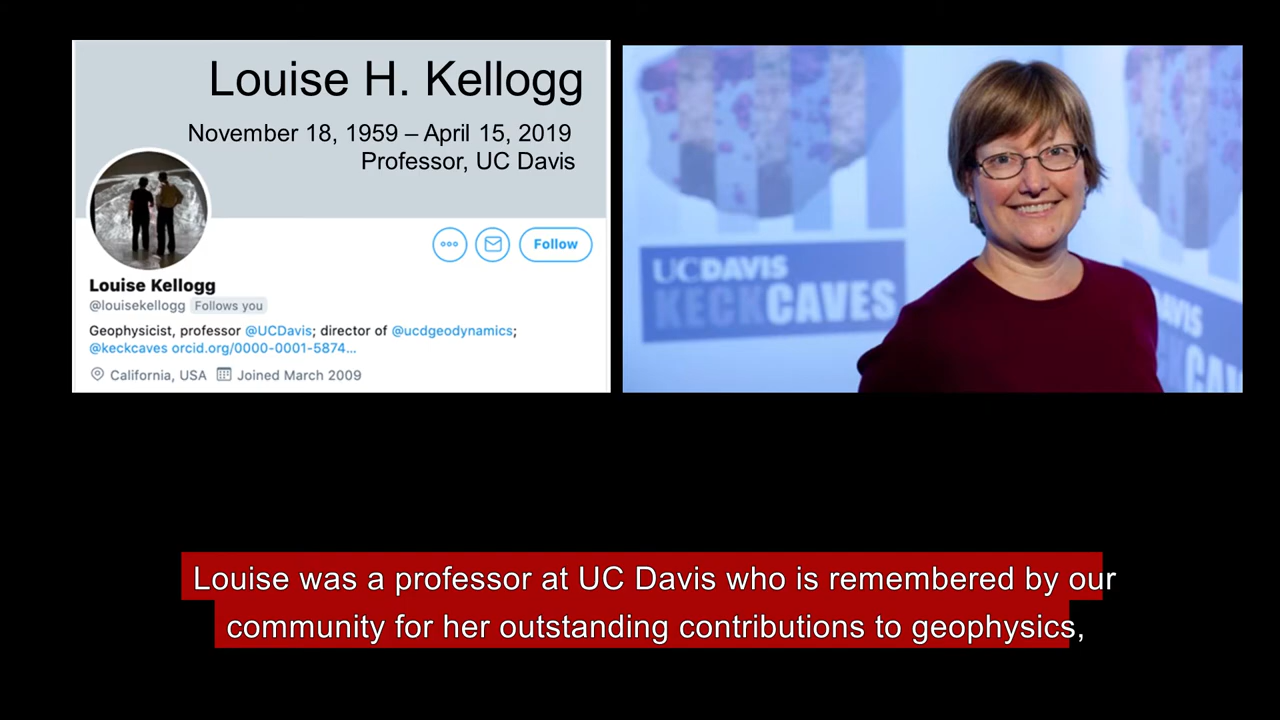 Louise H. Kellogg
November 18, 1959 – April 15, 2019
Professor, UC Davis
Follow
Louise Kellogg
@louisekellogg Follows you
Geophysicist, professor @UCDavis; director of @ucdgeodynamics;
@keckcaves orcid.org/0000-0001-5874...
California, USA Joined March 2009
UCDAVIS
KECKCAVES
DAVIS
CAV
Louise was a professor at UC Davis who is remembered by our
community for her outstanding contributions to geophysics,